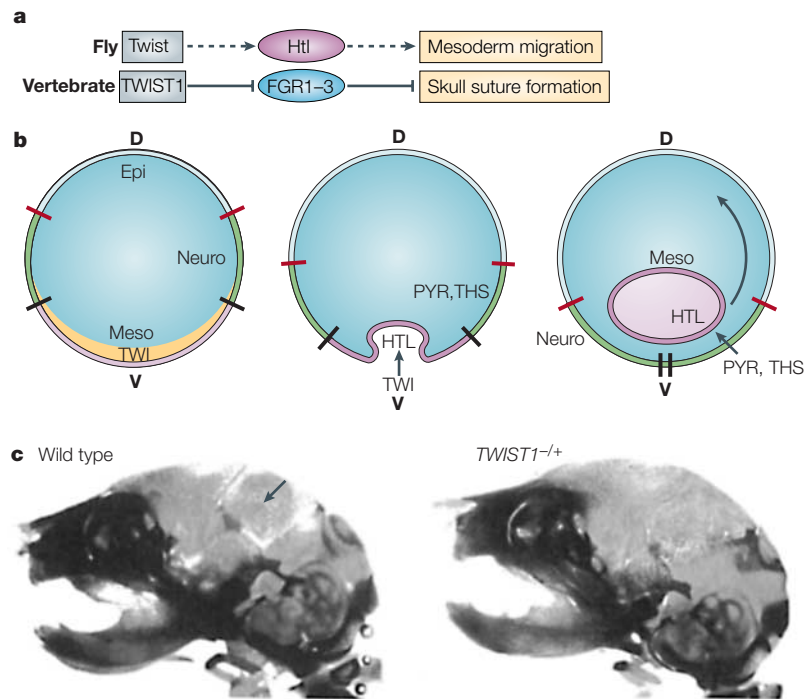 a
Fly Twist Htl Mesoderm migration
Vertebrate TWIST1 FGR1–3 Skull suture formation
b
D
Epi
Neuro
Meso
TWI
V
D
PYR,THS
HTL
TWI
V
D
Meso
HTL
Neuro
PYR, THS
V
c Wild type
TWIST1–/+